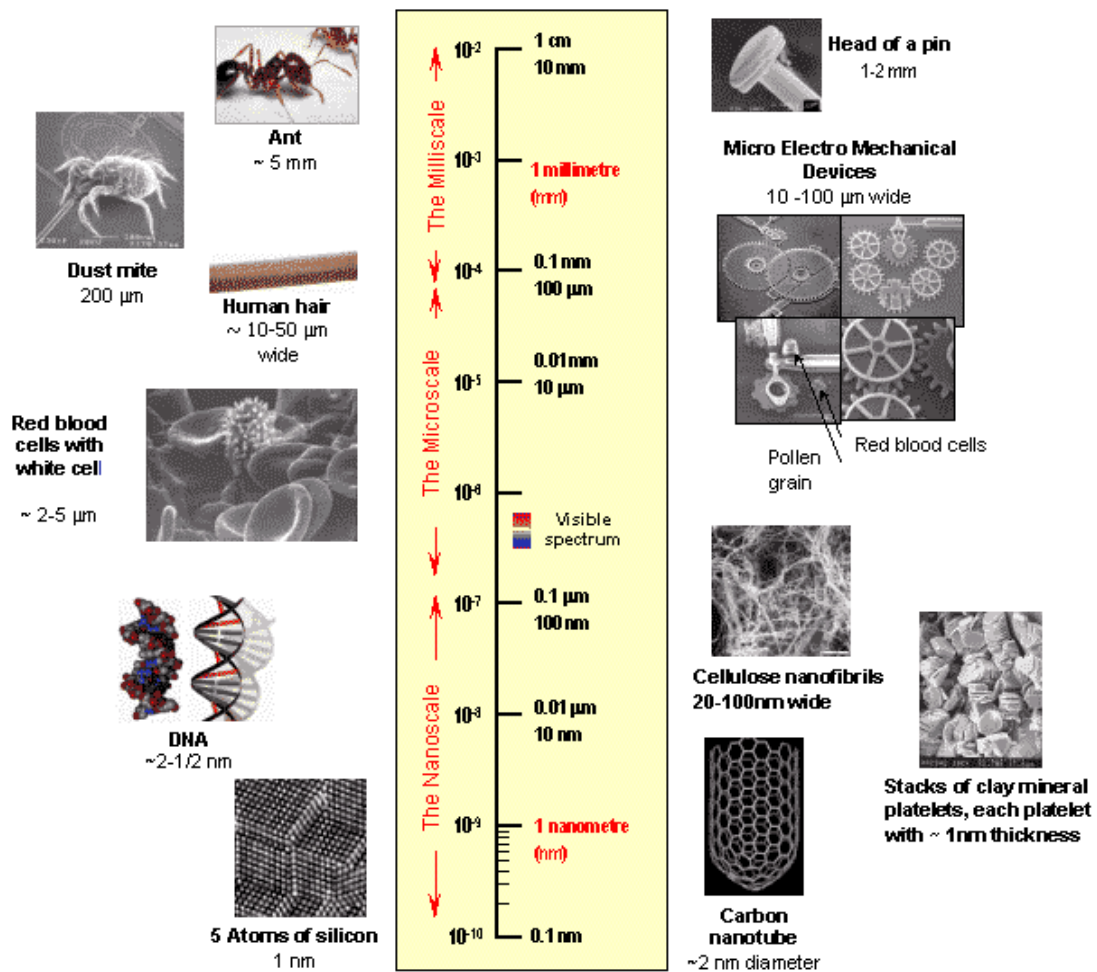 Ant
~ 5 mm
Dust mite
200 µm
Human hair
~ 10-50 µm
wide
Red blood
cells with
white cell
~ 2-5 µm
DNA
~2-1/2 nm
5 Atoms of silicon
1 nm
The Milliscale
The Microscale
The Nanoscale
10-2
1 cm
10 mm
10-3
1 millimetre
(mm)
10-4
0.1 mm
100 µm
10-5
0.01 mm
10 µm
10-6
Visible
spectrum
10-7
0.1 µm
100 nm
10-8
0.01 µm
10 nm
10-9
1 nanometre
(nm)
10-10
0.1 nm
Head of a pin
1-2 mm
Micro Electro Mechanical
Devices
10 -100 µm wide
Red blood cells
Pollen
grain
Cellulose nanofibrils
20-100nm wide
Stacks of clay mineral
platelets, each platelet
with ~ 1nm thickness
Carbon
nanotube
~2 nm diameter